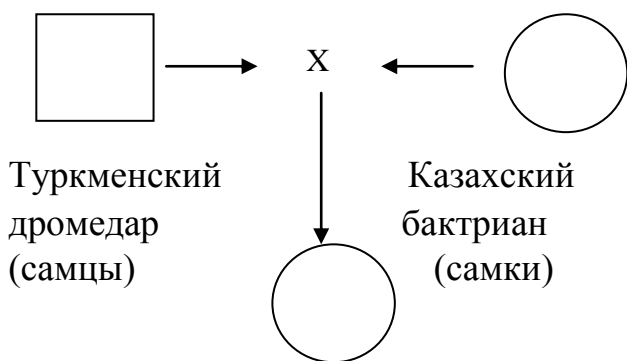 Х
Туркменский
дромедар
(самцы)
Казахский
бактриан
(самки)